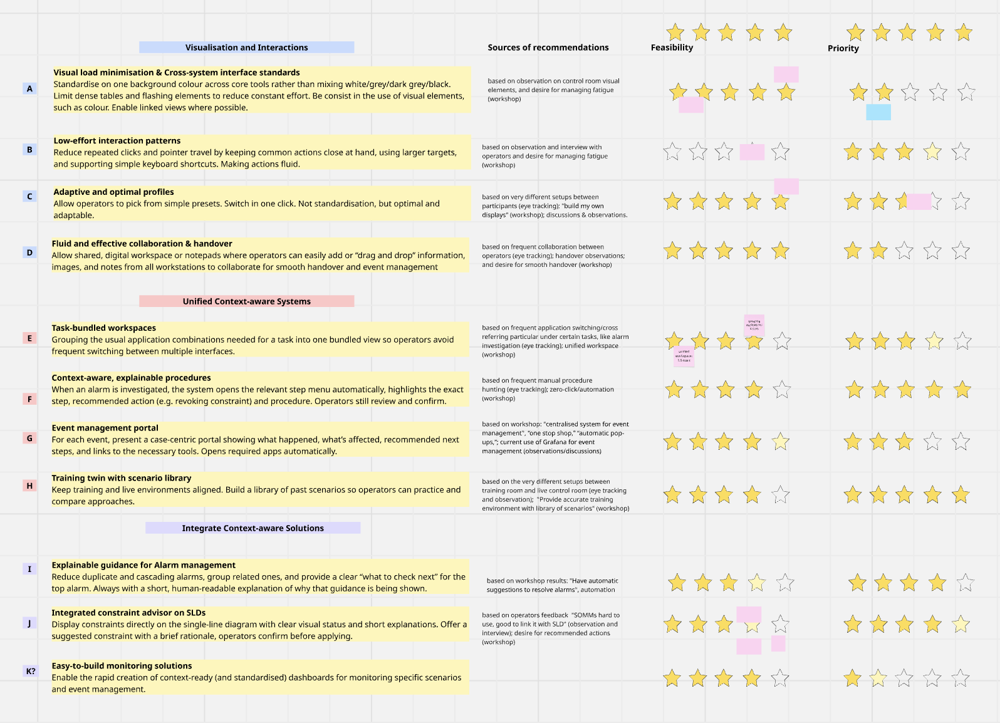 Visualisation and Interactions
Sources of recommendations
Feasibility
Priority
A
Visual load minimisation & Cross-system interface standards
Standardise on one background colour across core tools rather than mixing white/grey/dark grey/black.
Limit dense tables and flashing elements to reduce constant effort. Be consist in the use of visual elements,
such as colour. Enable linked views where possible.
based on observation on control room visual
elements, and desire for managing fatigue
(workshop)
B
Low-effort interaction patterns
Reduce repeated clicks and pointer travel by keeping common actions close at hand, using larger targets,
and supporting simple keyboard shortcuts. Making actions fluid.
based on observation and interview with
operators and desire for managing fatigue
(workshop)
C
Adaptive and optimal profiles
Allow operators to pick from simple presets. Switch in one click. Not standardisation, but optimal and
adaptable.
based on very different setups between
participants (eye tracking); "build my own
displays" (workshop); discussions & observations.
D
Fluid and effective collaboration & handover
Allow shared, digital workspace or notepads where operators can easily add or “drag and drop” information,
images, and notes from all workstations to collaborate for smooth handover and event management
based on frequent collaboration between
operators (eye tracking); handover observations;
and desire for smooth handover (workshop)
Unified Context-aware Systems
E
Task-bundled workspaces
Grouping the usual application combinations needed for a task into one bundled view so operators avoid
frequent switching between multiple interfaces.
based on frequent application switching/cross
referring particular under certain tasks, like alarm
investigation (eye tracking); unified workspace
(workshop)
grouping
applications:
4 stars
unified
workspace:
1.5 stars
F
Context-aware, explainable procedures
When an alarm is investigated, the system opens the relevant step menu automatically, highlights the exact
step, recommended action (e.g. revoking constraint) and procedure. Operators still review and confirm.
based on frequent manual procedure
hunting (eye tracking); zero-click/automation
(workshop)
G
Event management portal
For each event, present a case-centric portal showing what happened, what’s affected, recommended next
steps, and links to the necessary tools. Opens required apps automatically.
based on workshop: "centralised system for event
management", “one stop shop,” “automatic pop-
ups,”; current use of Grafana for event
management (observations/discussions)
H
Training twin with scenario library
Keep training and live environments aligned. Build a library of past scenarios so operators can practice and
compare approaches.
based on the very different setups between
training room and live control room (eye tracking
and observation); "Provide accurate training
environment with library of scenarios" (workshop)
Integrate Context-aware Solutions
I
Explainable guidance for Alarm management
Reduce duplicate and cascading alarms, group related ones, and provide a clear “what to check next” for the
top alarm. Always with a short, human-readable explanation of why that guidance is being shown.
based on workshop results: "Have automatic
suggestions to resolve alarms", automation
J
Integrated constraint advisor on SLDs
Display constraints directly on the single-line diagram with clear visual status and short explanations. Offer a
suggested constraint with a brief rationale, operators confirm before applying.
based on operators feedback "SOMMs hard to
use, good to link it with SLD" (observation and
interview); desire for recommended actions
(workshop)
K?
Easy-to-build monitoring solutions
Enable the rapid creation of context-ready (and standardised) dashboards for monitoring specific scenarios
and event management.